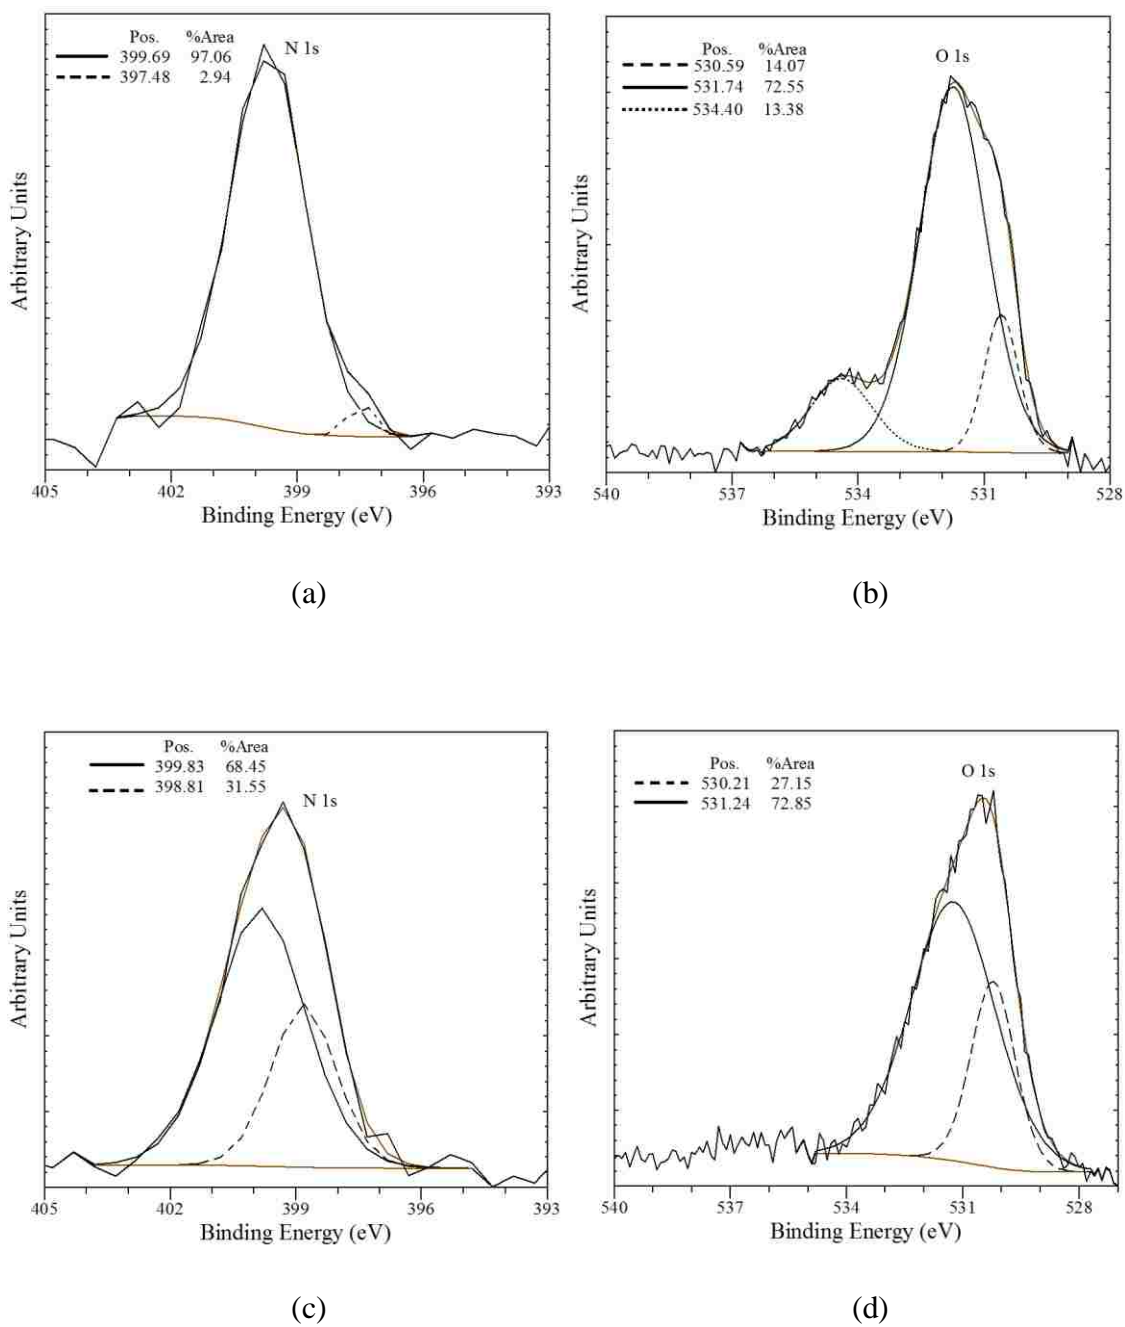 Pos. %Area
399.69 97.06
397.48 2.94
N 1s
Arbitrary Units
405 402 399 396 393
Binding Energy (eV)
(a)
Pos. %Area
530.59 14.07
531.74 72.55
534.40 13.38
O 1s
Arbitrary Units
540 537 534 531 528
Binding Energy (eV)
(b)
Pos. %Area
399.83 68.45
398.81 31.55
N 1s
Arbitrary Units
405 402 399 396 393
Binding Energy (eV)
(c)
Pos. %Area
530.21 27.15
531.24 72.85
O 1s
Arbitrary Units
540 537 534 531 528
Binding Energy (eV)
(d)